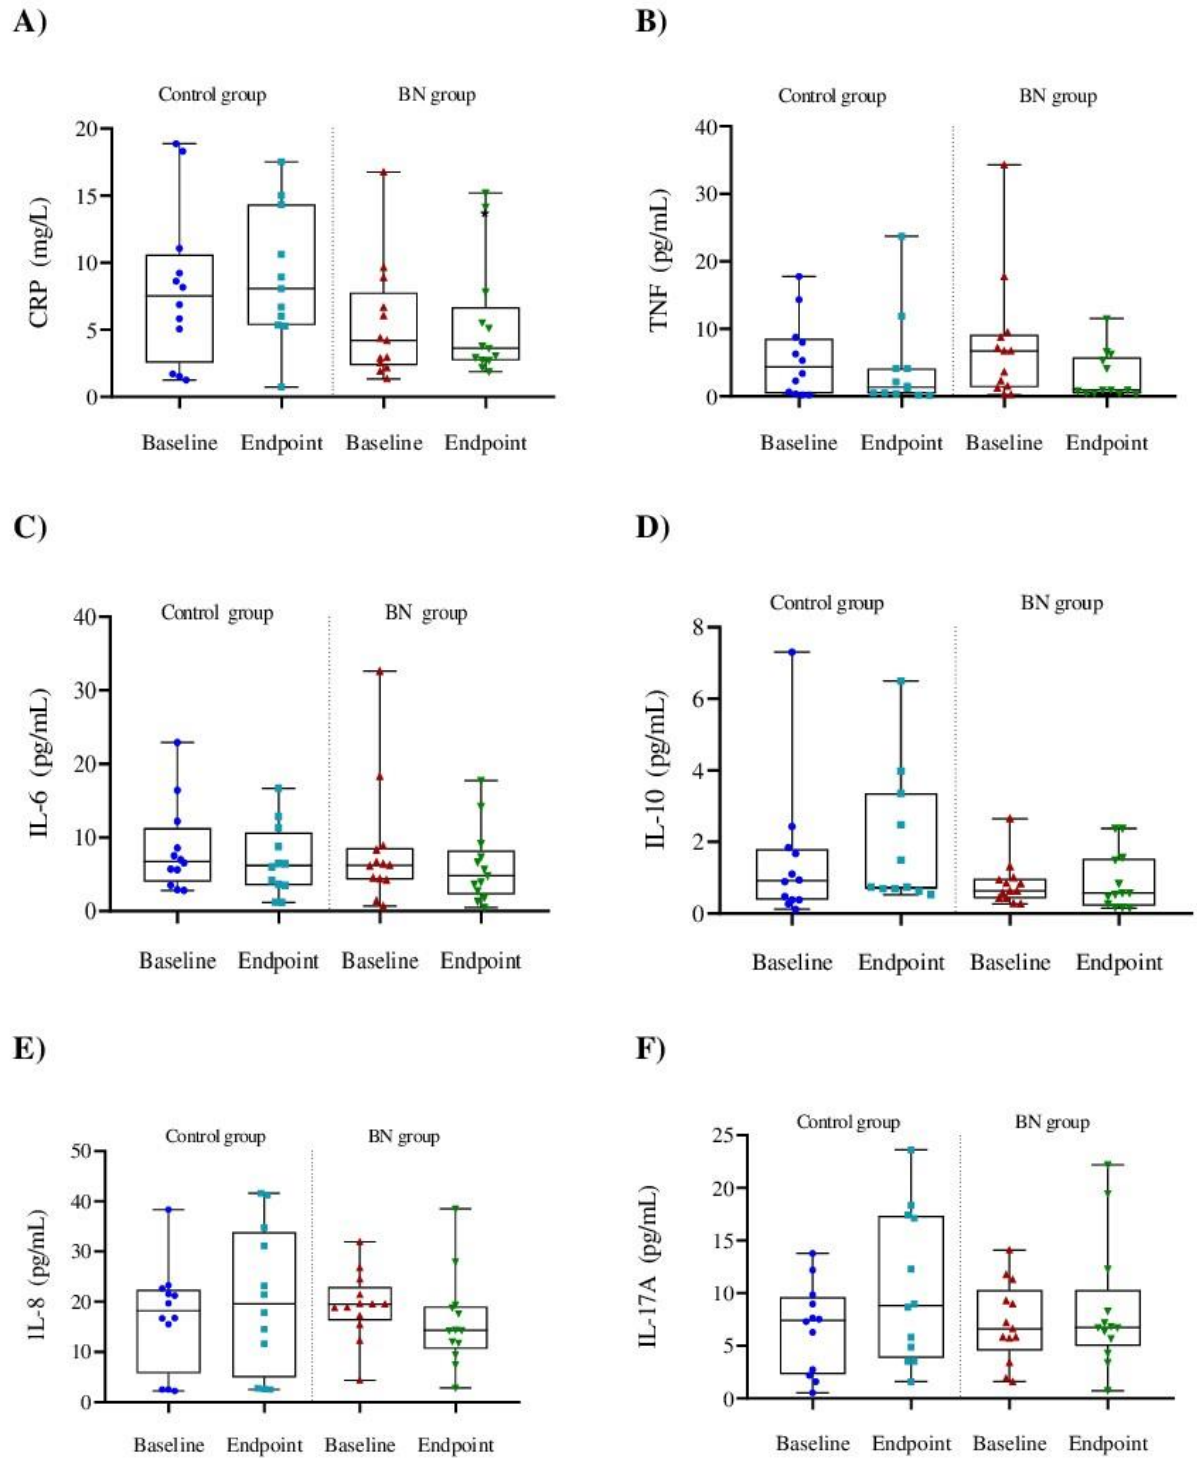 A)
Control group
BN group
CRP (mg/L)
20
15
10
5
0
*
Baseline
Endpoint
Baseline
Endpoint
B)
Control group
BN group
TNF (pg/mL)
40
30
20
10
0
Baseline
Endpoint
Baseline
Endpoint
C)
Control group
BN group
IL-6 (pg/mL)
40
30
20
10
0
Baseline
Endpoint
Baseline
Endpoint
D)
Control group
BN group
IL-10 (pg/mL)
8
6
4
2
0
Baseline
Endpoint
Baseline
Endpoint
E)
Control group
BN group
IL-8 (pg/mL)
50
40
30
20
10
0
Baseline
Endpoint
Baseline
Endpoint
F)
Control group
BN group
IL-17A (pg/mL)
25
20
15
10
5
0
Baseline
Endpoint
Baseline
Endpoint